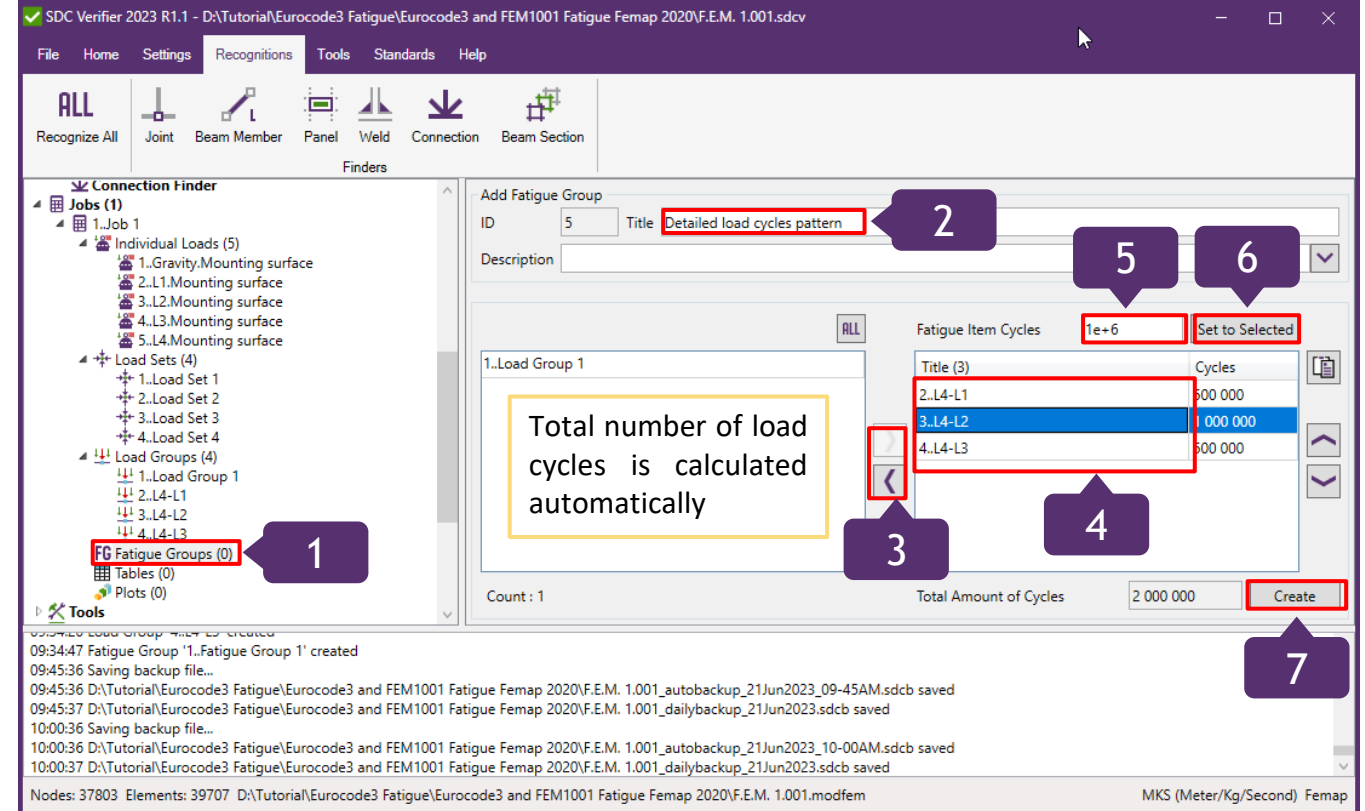 SDC Verifier 2023 R1.1 - D:\Tutorial\Eurocode3 Fatigue\Eurocode3 and FEM1001 Fatigue Femap 2020\F.E.M. 1.001.sdcv
File Home Settings Recognitions Tools Standards Help
ALL
Recognize All Joint Beam Member Panel Weld Connection Beam Section
Finders
Connection Finder
Jobs (1)
1..Job 1
Individual Loads (5)
1..Gravity.Mounting surface
2..L1.Mounting surface
3..L2.Mounting surface
4..L3.Mounting surface
5..L4.Mounting surface
Load Sets (4)
1..Load Set 1
2..Load Set 2
3..Load Set 3
4..Load Set 4
Load Groups (4)
1..Load Group 1
2..L4-L1
3..L4-L2
4..L4-L3
FG Fatigue Groups (0)
1
Tables (0)
Plots (0)
Tools
Add Fatigue Group
ID 5 Title Detailed load cycles pattern
2
Description
5
6
ALL
Fatigue Item Cycles 1e+6 Set to Selected
1..Load Group 1
Title (3) Cycles
2..L4-L1 500 000
3..L4-L2 1 000 000
4..L4-L3 500 000
Total number of load
cycles is calculated
automatically
3
4
Count : 1
Total Amount of Cycles 2 000 000 Create
7
09:34:47 Fatigue Group '1..Fatigue Group 1' created
09:45:36 Saving backup file...
09:45:36 D:\Tutorial\Eurocode3 Fatigue\Eurocode3 and FEM1001 Fatigue Femap 2020\F.E.M. 1.001_autobackup_21Jun2023_09-45AM.sdcb saved
09:45:37 D:\Tutorial\Eurocode3 Fatigue\Eurocode3 and FEM1001 Fatigue Femap 2020\F.E.M. 1.001_dailybackup_21Jun2023.sdcb saved
10:00:36 Saving backup file...
10:00:36 D:\Tutorial\Eurocode3 Fatigue\Eurocode3 and FEM1001 Fatigue Femap 2020\F.E.M. 1.001_autobackup_21Jun2023_10-00AM.sdcb saved
10:00:37 D:\Tutorial\Eurocode3 Fatigue\Eurocode3 and FEM1001 Fatigue Femap 2020\F.E.M. 1.001_dailybackup_21Jun2023.sdcb saved
Nodes: 37803 Elements: 39707 D:\Tutorial\Eurocode3 Fatigue\Eurocode3 and FEM1001 Fatigue Femap 2020\F.E.M. 1.001.modfem MKS (Meter/Kg/Second) Femap